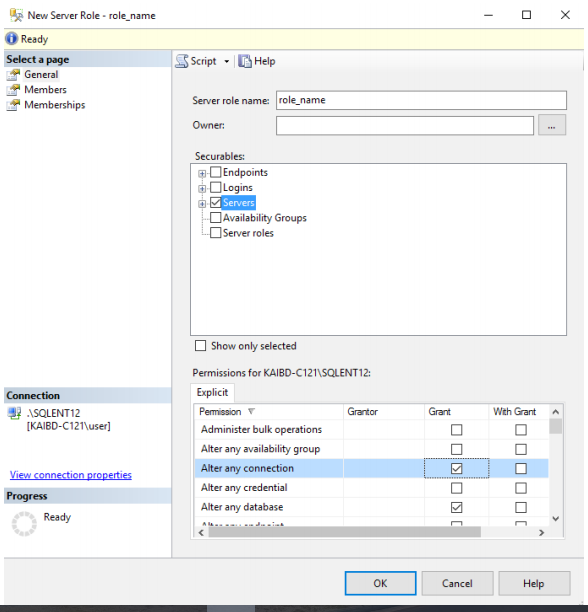 New Server Role - role_name
Ready
Select a page
General
Members
Memberships
Script
Help
Server role name: role_name
Owner:
...
Securables:
Endpoints
Logins
Servers
Availability Groups
Server roles
Show only selected
Permissions for KAIBD-C121\SQLENT12:
Explicit
Permission Grantor Grant With Grant
Administer bulk operations
Alter any availability group
Alter any connection
Alter any credential
Alter any database
Alter any endpoint
Connection
.\SQLENT12
[KAIBD-C121\user]
View connection properties
Progress
Ready
OK Cancel Help